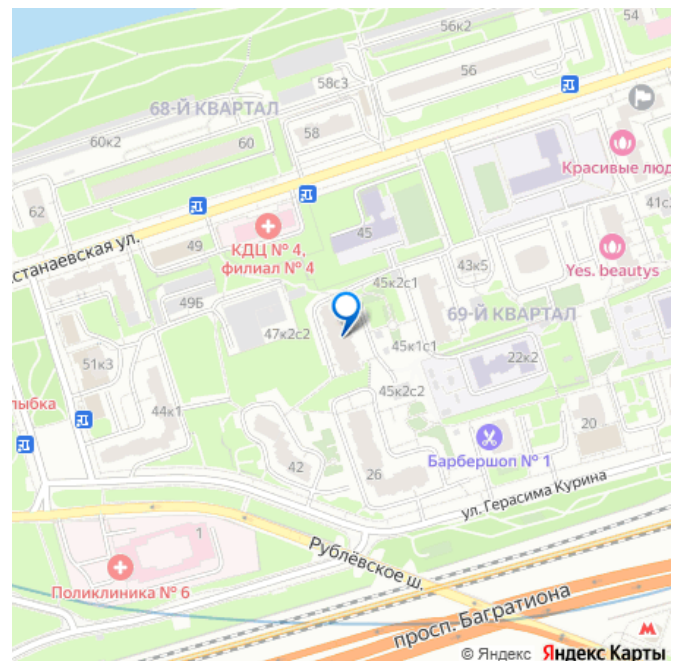 54
56к2
56
58с3
68-Й КВАРТАЛ
58
60к2
60
Красивые люд
62
41с
49
КДЦ № 4,
филиал № 4
45
станаевская ул.
Yes. beautys
43к5
45к2с1
49Б
69-Й КВАРТАЛ
47к2с2
45к1с1
22к2
51к3
45к2с2
лыбка
44к1
20
42
26
Барбершоп № 1
ул. Герасима Курина
1
Рублёвское ш.
Поликлиника № 6
просп. Багратиона
© Яндекс Яндекс Карты